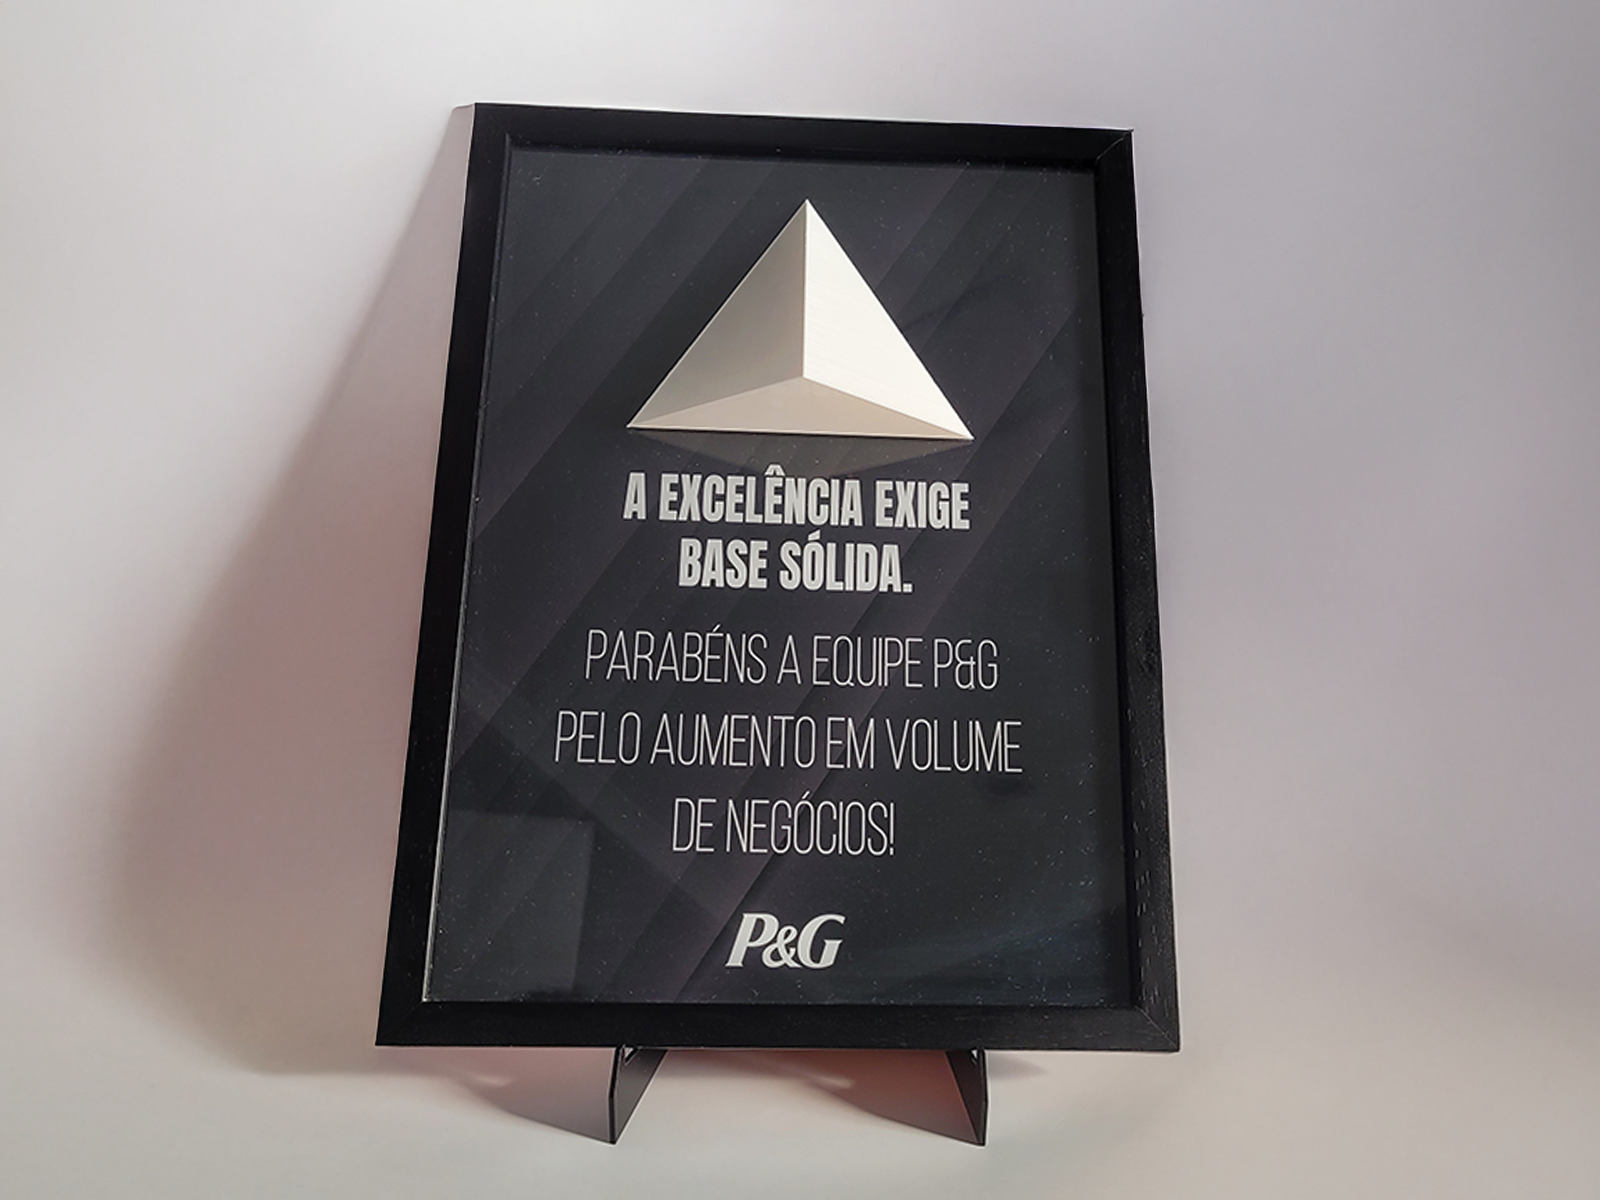 A EXCELÊNCIA EXIGE
BASE SÓLIDA.
PARABÉNS A EQUIPE P&G
PELO AUMENTO EM VOLUME
DE NEGÓCIOS!
P&G